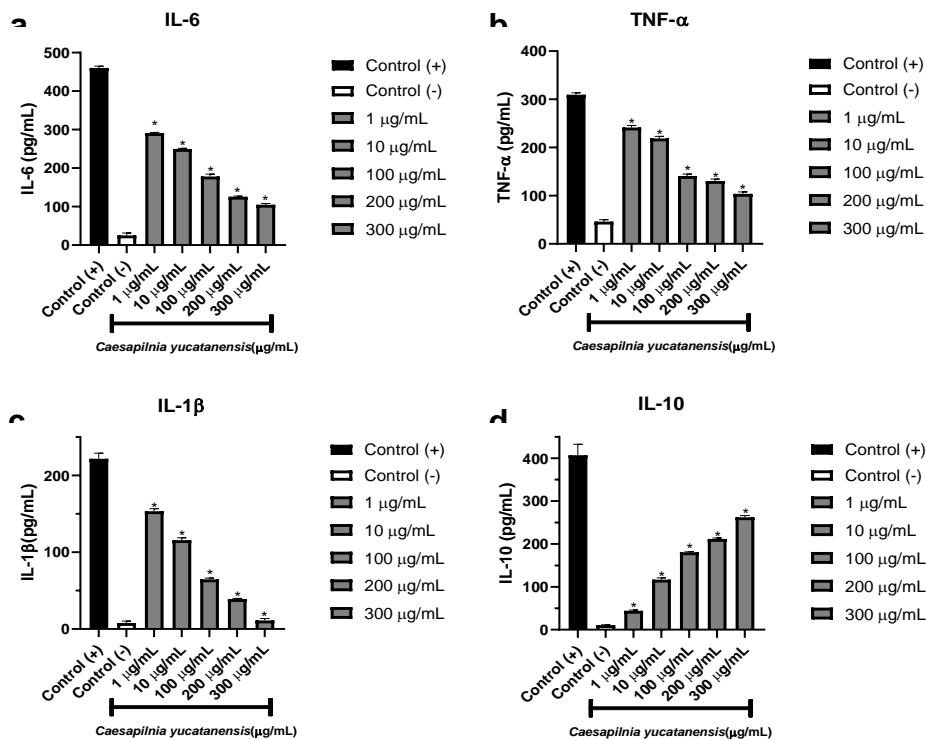 a
IL-6
IL-6 (pg/mL)
500
400
300
200
100
0
*
*
*
*
*
Control (+)
Control (-)
1 μg/mL
10 μg/mL
100 μg/mL
200 μg/mL
300 μg/mL
Caesapilnia yucatanensis(μg/mL)
Control (+)
Control (-)
1 μg/mL
10 μg/mL
100 μg/mL
200 μg/mL
300 μg/mL
b
TNF-α
TNF-α (pg/mL)
400
300
200
100
0
*
*
*
*
*
Control (+)
Control (-)
1 μg/mL
10 μg/mL
100 μg/mL
200 μg/mL
300 μg/mL
Caesapilnia yucatanensis(μg/mL)
Control (+)
Control (-)
1 μg/mL
10 μg/mL
100 μg/mL
200 μg/mL
300 μg/mL
c
IL-1β
IL-1β(pg/mL)
200
100
0
*
*
*
*
*
Control (+)
Control (-)
1 μg/mL
10 μg/mL
100 μg/mL
200 μg/mL
300 μg/mL
Caesapilnia yucatanensis(μg/mL)
Control (+)
Control (-)
1 μg/mL
10 μg/mL
100 μg/mL
200 μg/mL
300 μg/mL
d
IL-10
IL-10 (pg/mL)
400
300
200
100
0
*
*
*
*
*
Control (+)
Control (-)
1 μg/mL
10 μg/mL
100 μg/mL
200 μg/mL
300 μg/mL
Caesapilnia yucatanensis(μg/mL)
Control (+)
Control (-)
1 μg/mL
10 μg/mL
100 μg/mL
200 μg/mL
300 μg/mL